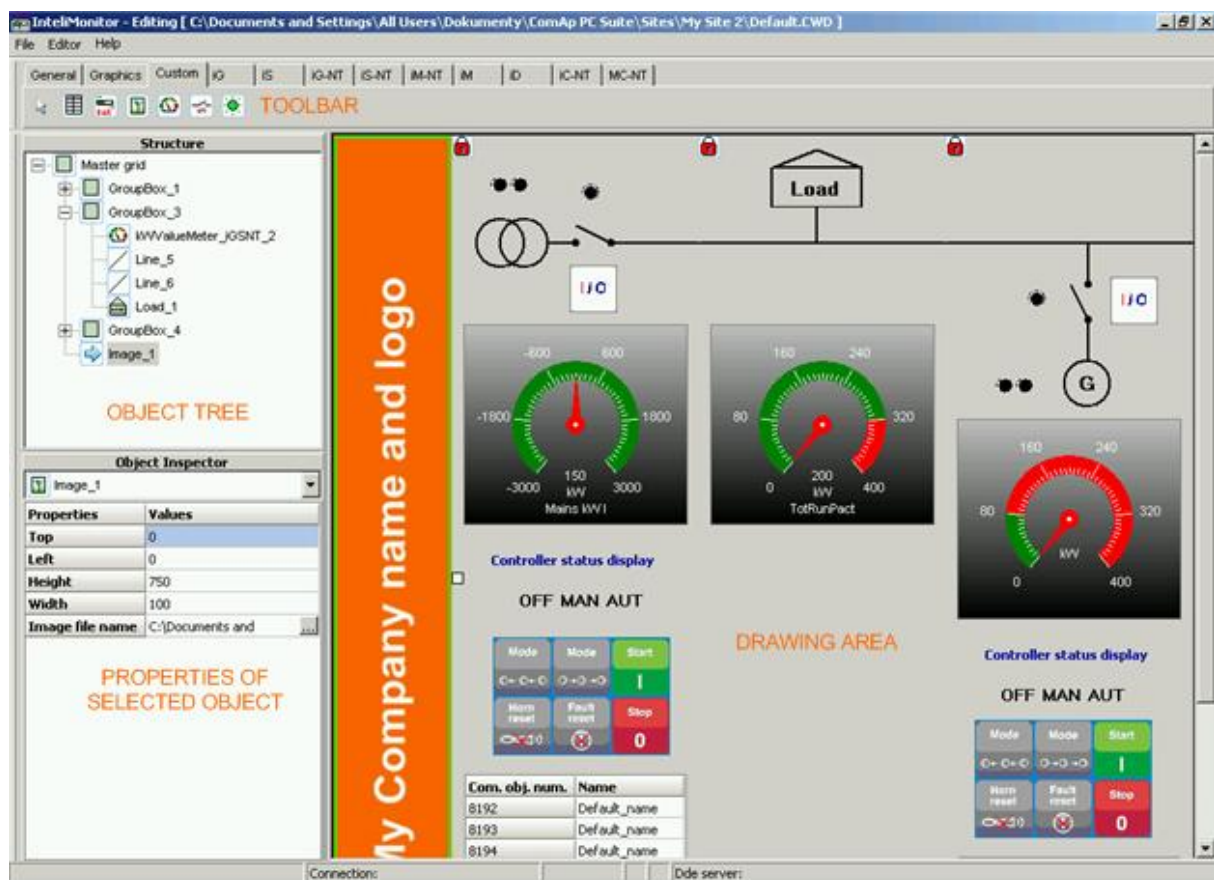 InteliMonitor - Editing [ C:\Documents and Settings\All Users\Dokumenty\ComAp PC Suite\Sites\My Site 2\Default.CWD ]
File Editor Help
General Graphics Custom iG iS iG-NT iS-NT iM-NT iM iD iC-NT MC-NT
TOOLBAR
Structure
Master grid
GroupBox_1
GroupBox_3
kWValueMeter_iGSNT_2
Line_5
Line_6
Load_1
GroupBox_4
Image_1
OBJECT TREE
Object Inspector
Image_1
Properties Values
Top 0
Left 0
Height 750
Width 100
Image file name C:\Documents and ...
PROPERTIES OF
SELECTED OBJECT
My Company name and logo
Load
I/O
I/O
G
-600 600
-1800 1800
-3000 150 3000
kW
Mains kW I
160 240
80 320
0 200 400
kW
TotRunPact
160 240
80 320
kW
0 400
Controller status display
OFF MAN AUT
Mode Mode Start
I
Horn reset Fault reset Stop
0
DRAWING AREA
Controller status display
OFF MAN AUT
Mode Mode Start
I
Horn reset Fault reset Stop
0
Com. obj. num. Name
8192 Default_name
8193 Default_name
8194 Default_name
Connection: Dde server: